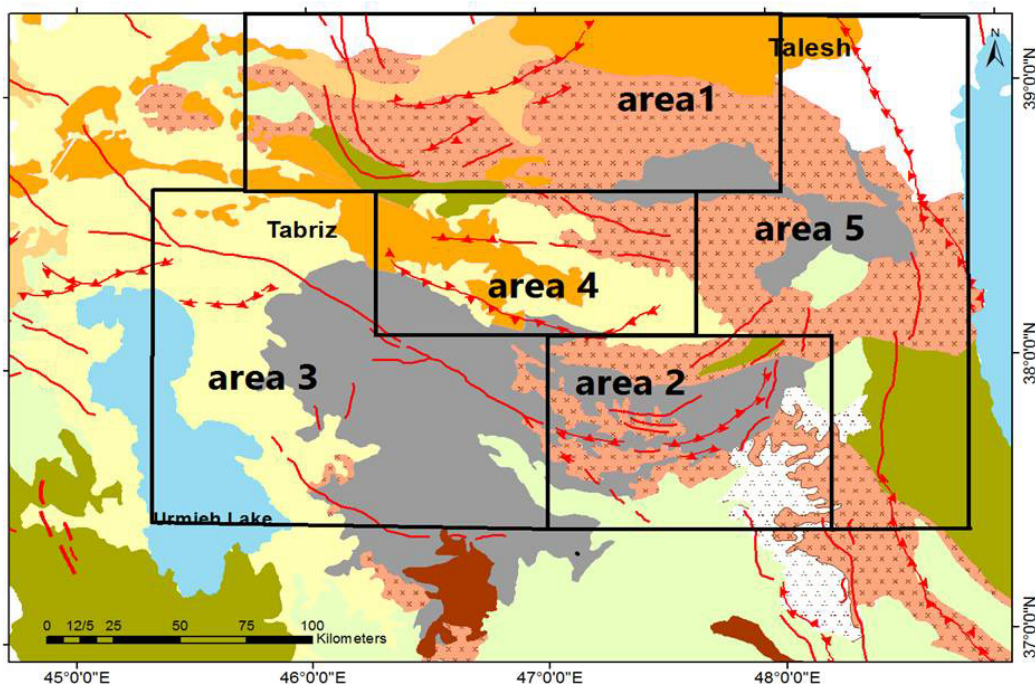 N
Talesh
39°0'0"N
area1
Tabriz
area 5
area 4
38°0'0"N
area 3
area 2
Urmieh Lake
37°0'0"N
0 12/5 25 50 75 100
Kilometers
45°0'0"E 46°0'0"E 47°0'0"E 48°0'0"E